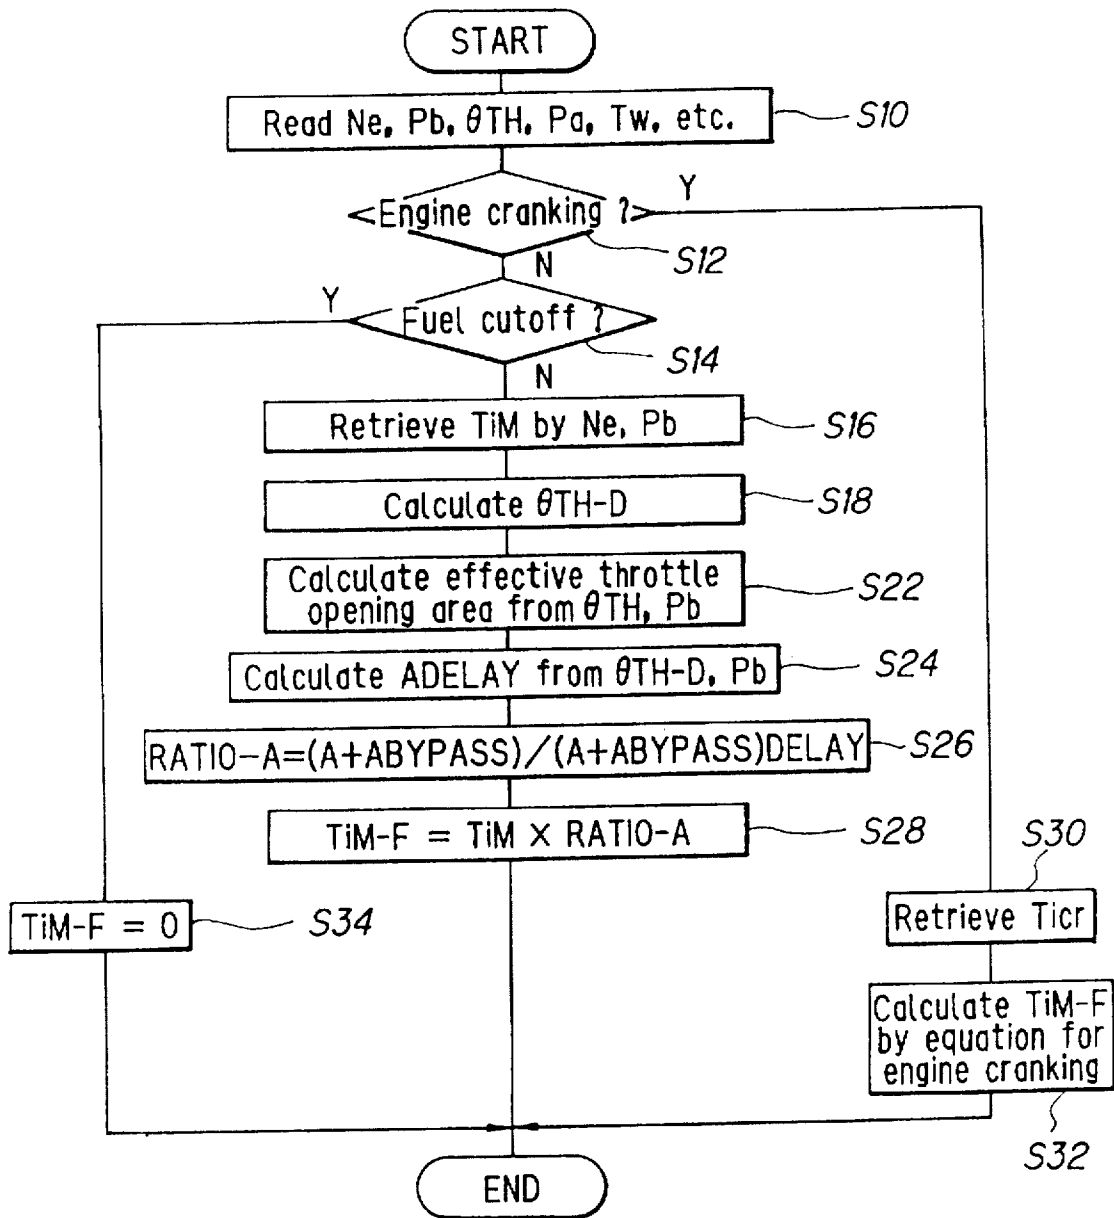 START
Read Ne, Pb, θTH, Pa, Tw, etc.
S10
Engine cranking ?
Y
S12
N
Fuel cutoff ?
Y
S14
N
Retrieve TiM by Ne, Pb
S16
Calculate θTH-D
S18
Calculate effective throttle
opening area from θTH, Pb
S22
Calculate ADELAY from θTH-D, Pb
S24
RATIO-A=(A+ABYPASS)/(A+ABYPASS)DELAY
S26
TiM-F = TiM × RATIO-A
S28
S30
TiM-F = 0
S34
Retrieve Ticr
Calculate TiM-F
by equation for
engine cranking
S32
END